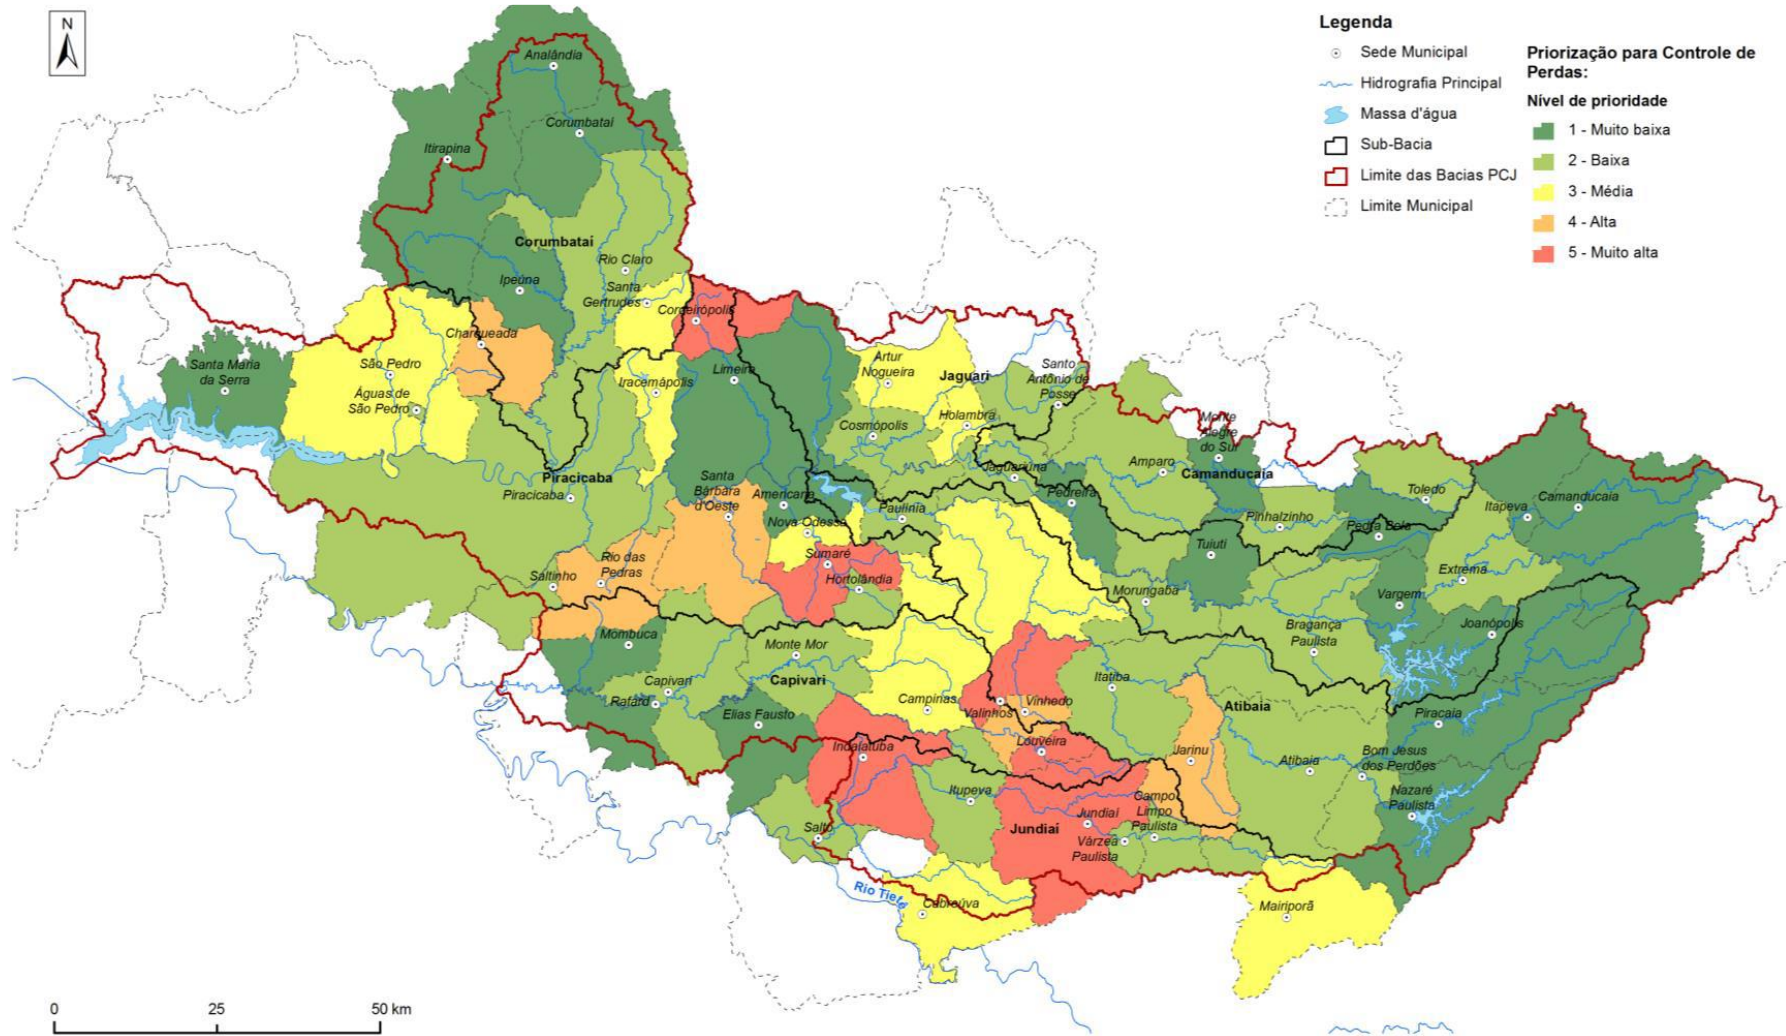 N
Legenda
Sede Municipal
Hidrografia Principal
Massa d'água
Sub-Bacia
Limite das Bacias PCJ
Limite Municipal
Priorização para Controle de
Perdas:
Nível de prioridade
1 - Muito baixa
2 - Baixa
3 - Média
4 - Alta
5 - Muito alta
Analândia
Corumbataí
Itirapina
Corumbataí
Rio Claro
Ipeúna
Santa
Gertrudes
Cordeirópolis
Charqueada
São Pedro
Santa Maria
da Serra
Águas de
São Pedro
Iracemápolis
Limeira
Artur
Nogueira
Jaguari
Santo
Antônio de
Posse
Holambra
Cosmópolis
Monte
Alegre
do Sul
Amparo
Camanducaia
Jaguariúna
Pedreira
Piracicaba
Piracicaba
Santa
Bárbara
d'Oeste
Americana
Nova Odessa
Paulínia
Toledo
Itapeva
Camanducaia
Pinhalzinho
Pedra Bela
Tuiuti
Extrema
Sumaré
Hortolândia
Rio das
Pedras
Saltinho
Morungaba
Vargem
Bragança
Paulista
Joanópolis
Mombuca
Monte Mor
Capivari
Capivari
Rafard
Elias Fausto
Campinas
Valinhos
Vinhedo
Itatiba
Atibaia
Piracaia
Indaiatuba
Louveira
Jarinu
Atibaia
Bom Jesus
dos Perdões
Nazaré
Paulista
Itupeva
Campo
Limpo
Paulista
Jundiaí
Jundiaí
Várzea
Paulista
Salto
Rio Tietê
Cabreúva
Mairiporã
0
25
50 km